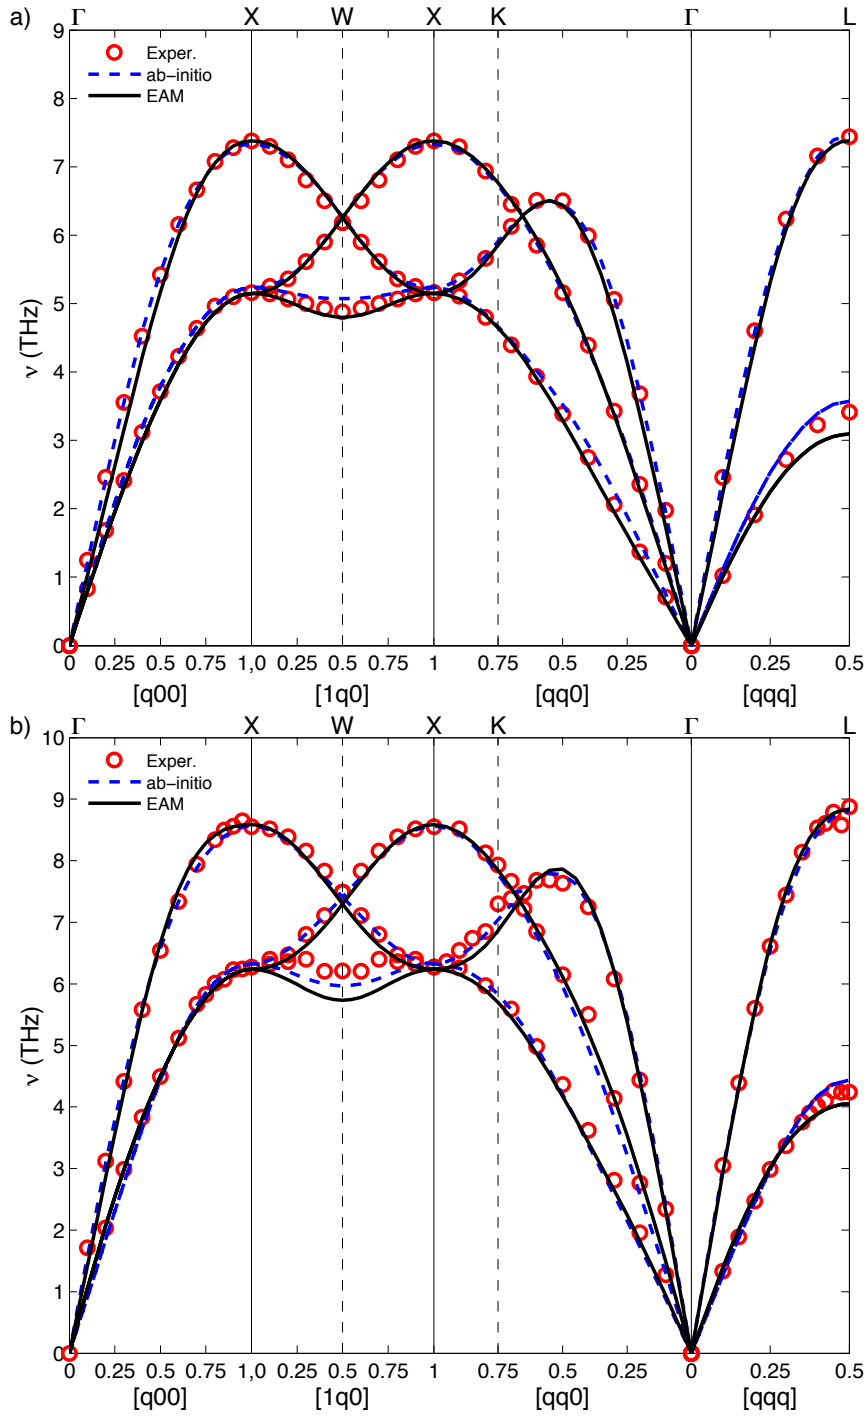 a)
Γ X W X K Γ L
9
8
7
6
5
4
3
2
1
0
ν (THz)
Exper.
ab-initio
EAM
0 0.25 0.5 0.75 1,0 0.25 0.5 0.75 1 0.75 0.5 0.25 0 0.25 0.5
[q00] [1q0] [qq0] [qqq]
b)
Γ X W X K Γ L
10
9
8
7
6
5
4
3
2
1
0
ν (THz)
Exper.
ab-initio
EAM
0 0.25 0.5 0.75 1,0 0.25 0.5 0.75 1 0.75 0.5 0.25 0 0.25 0.5
[q00] [1q0] [qq0] [qqq]